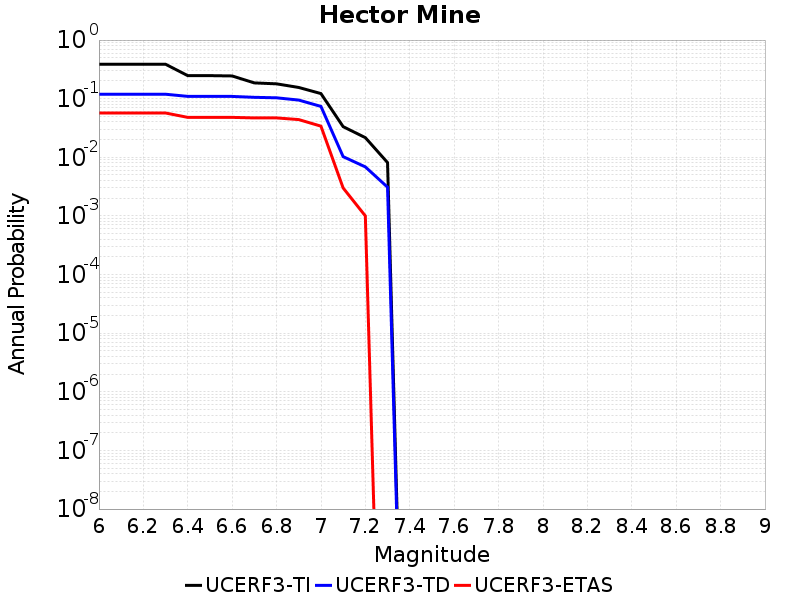 Hector Mine
Annual Probability
10^0
10^-1
10^-2
10^-3
10^-4
10^-5
10^-6
10^-7
10^-8
6 6.2 6.4 6.6 6.8 7 7.2 7.4 7.6 7.8 8 8.2 8.4 8.6 8.8 9
Magnitude
UCERF3-TI UCERF3-TD UCERF3-ETAS